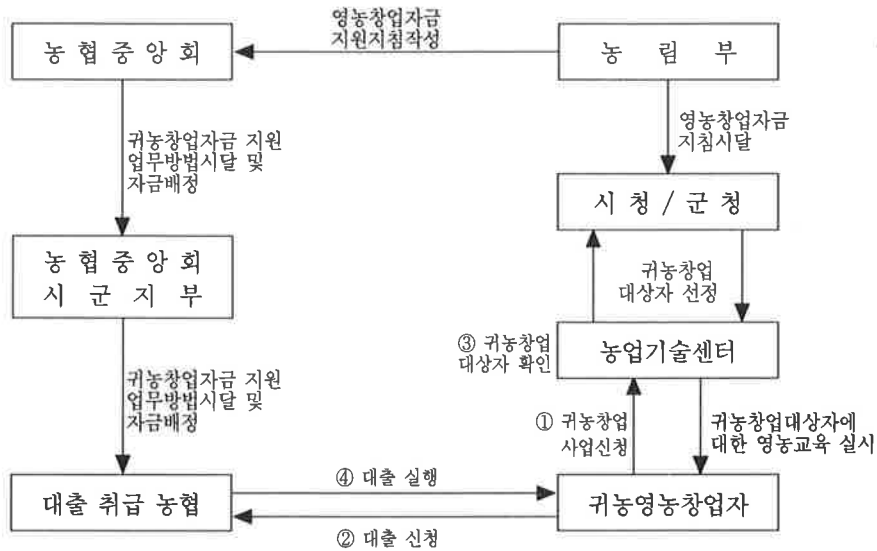 영농창업자금
지원지침작성
농 협 중 앙 회
농 림 부
귀농창업자금 지원
업무방법시달 및
자금배정
영농창업자금
지침시달
시 청 / 군 청
농 협 중 앙 회
시 군 지 부
귀농창업
대상자 선정
③ 귀농창업
대상자 확인
농업기술센터
귀농창업자금 지원
업무방법시달 및
자금배정
① 귀농창업
사업신청
귀농창업대상자에
대한 영농교육 실시
④ 대출 실행
대출 취급 농협
귀농영농창업자
② 대출 신청